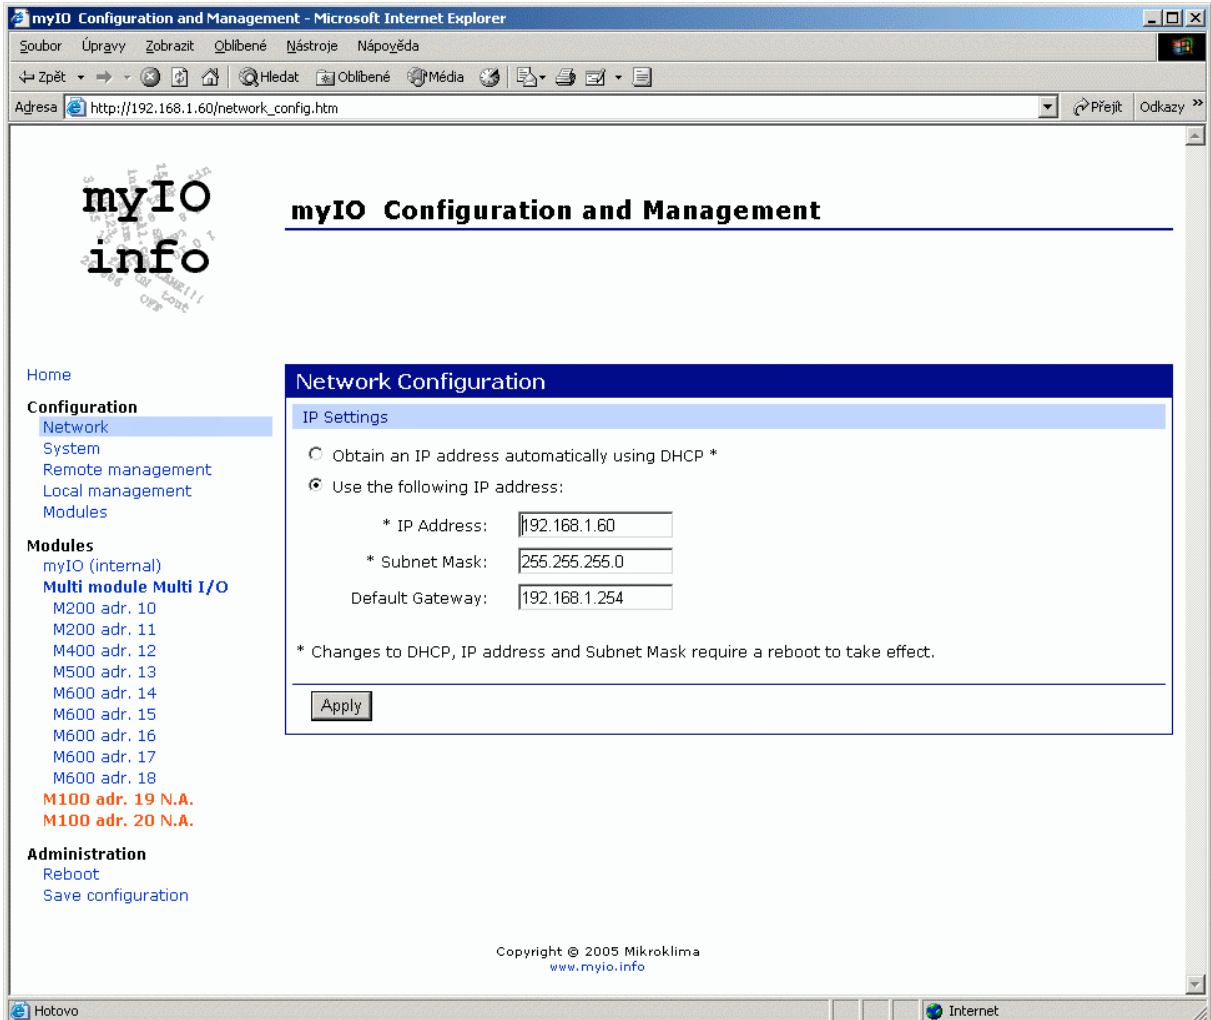 myIO Configuration and Management - Microsoft Internet Explorer
Soubor Úpravy Zobrazit Oblíbené Nástroje Nápověda
Zpět Hledat Oblíbené Média
Adresa http://192.168.1.60/network_config.htm Přejít Odkazy »
myIO
info
myIO Configuration and Management
Home
Configuration
Network
System
Remote management
Local management
Modules
Modules
myIO (internal)
Multi module Multi I/O
M200 adr. 10
M200 adr. 11
M400 adr. 12
M500 adr. 13
M600 adr. 14
M600 adr. 15
M600 adr. 16
M600 adr. 17
M600 adr. 18
M100 adr. 19 N.A.
M100 adr. 20 N.A.
Administration
Reboot
Save configuration
Network Configuration
IP Settings
Obtain an IP address automatically using DHCP *
Use the following IP address:
* IP Address: 192.168.1.60
* Subnet Mask: 255.255.255.0
Default Gateway: 192.168.1.254
* Changes to DHCP, IP address and Subnet Mask require a reboot to take effect.
Apply
Copyright © 2005 Mikroklima
www.myio.info
Hotovo Internet